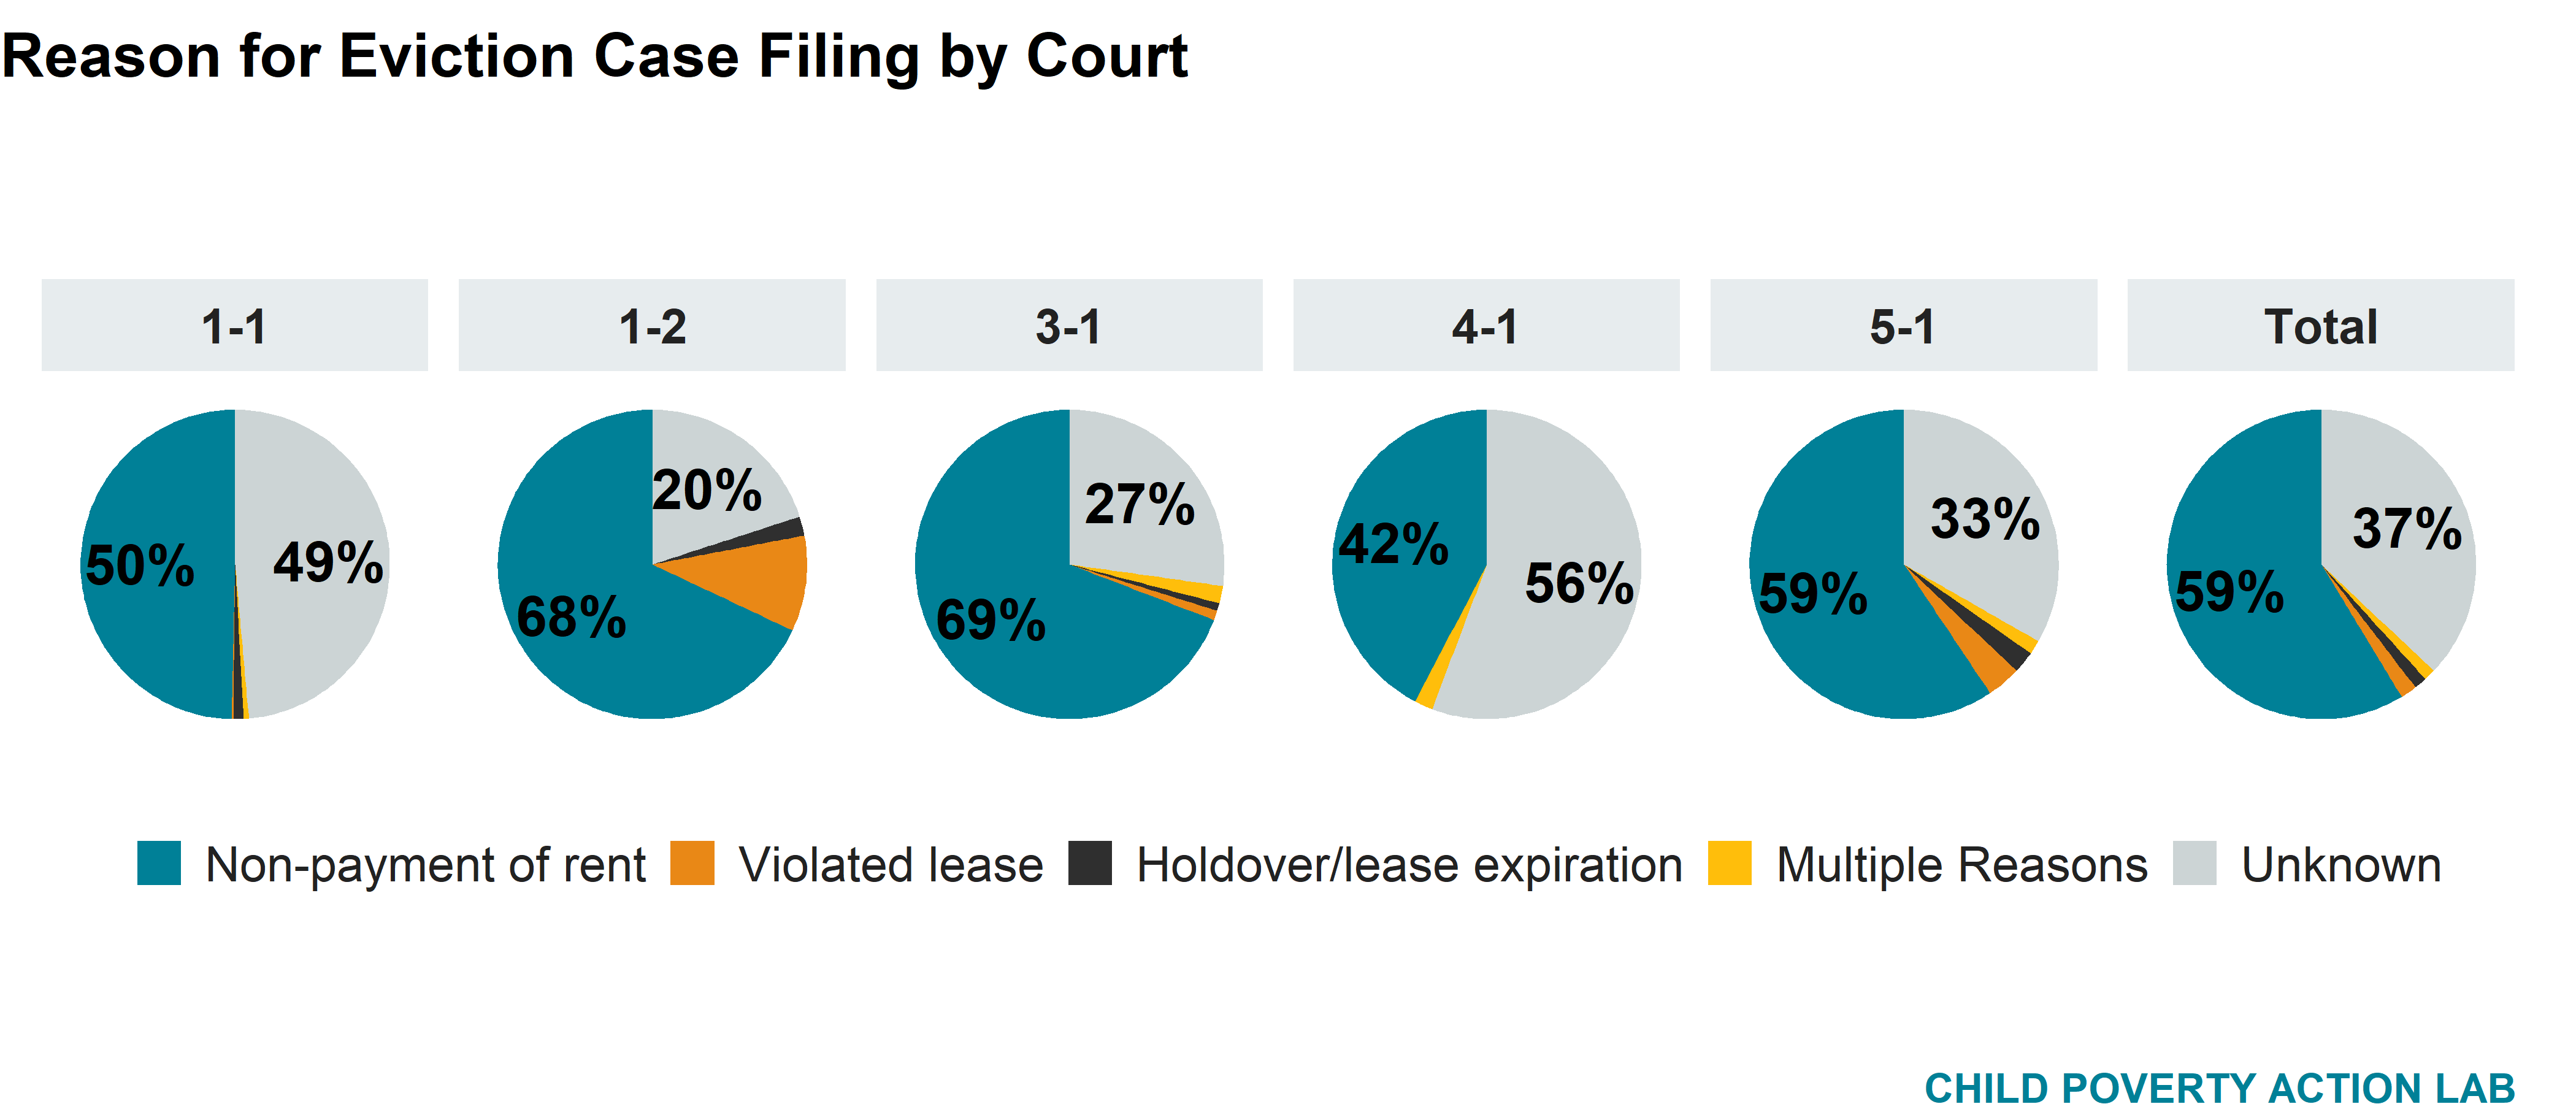 Reason for Eviction Case Filing by Court
1-1 1-2 3-1 4-1 5-1 Total
50% 49% 68% 20% 69% 27% 42% 56% 59% 33% 59% 37%
Non-payment of rent Violated lease Holdover/lease expiration Multiple Reasons Unknown
CHILD POVERTY ACTION LAB